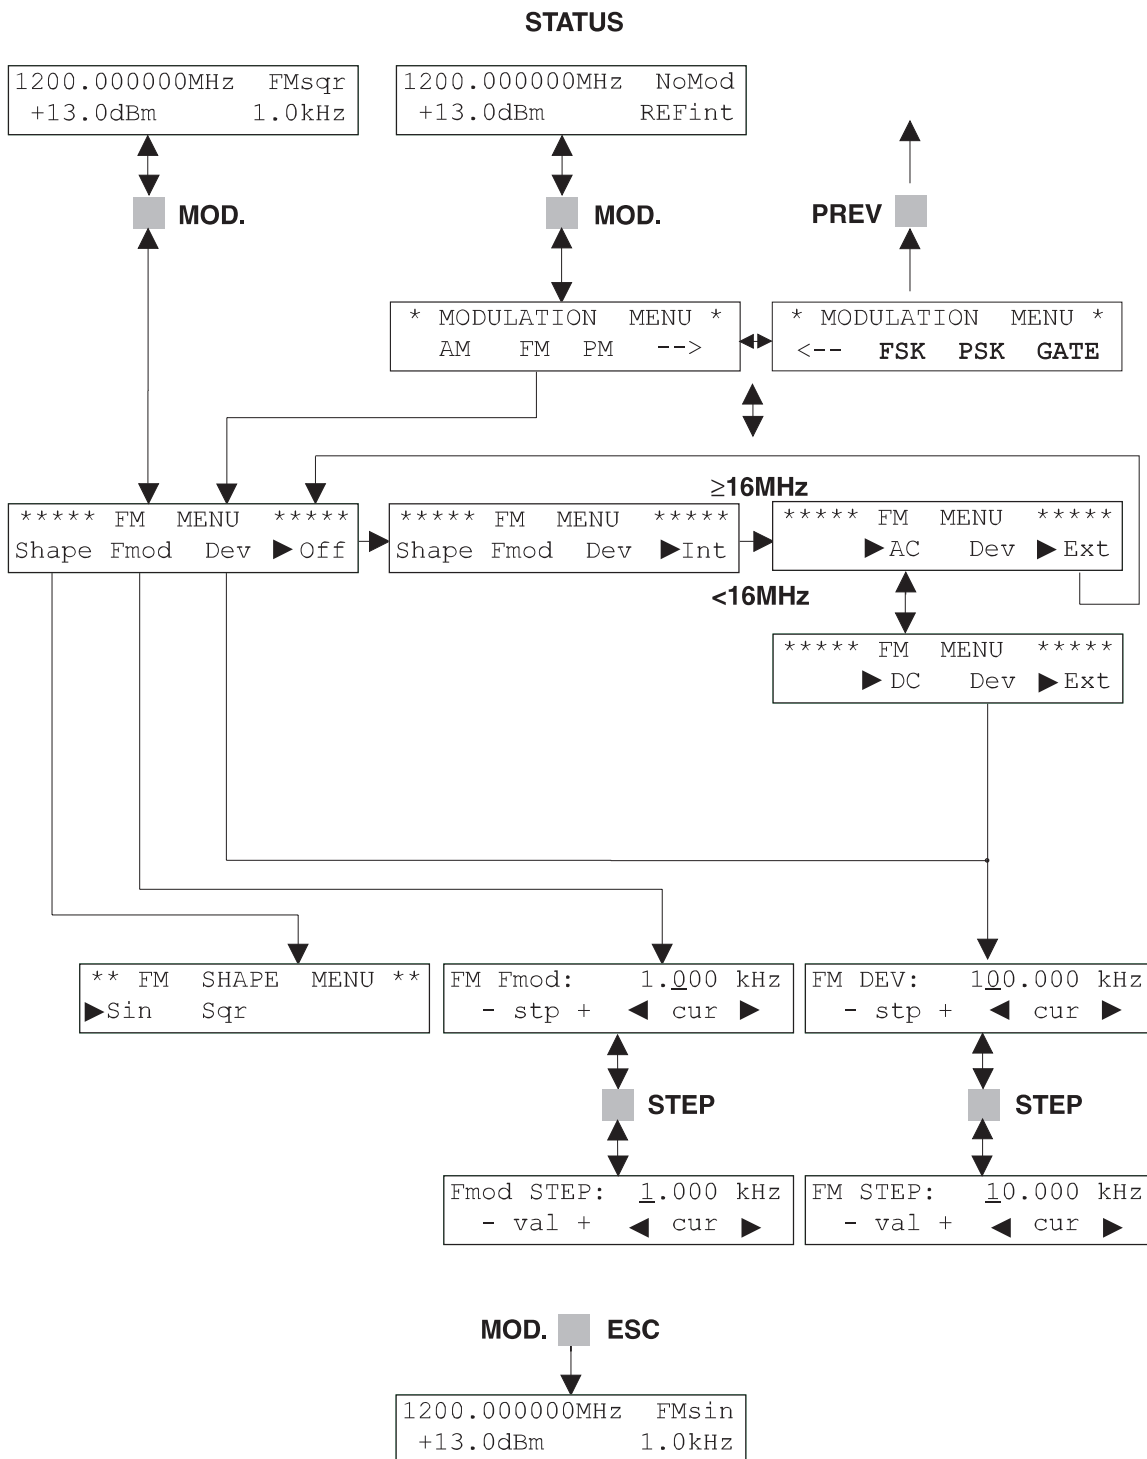 STATUS
1200.000000MHz FMsqr
+13.0dBm 1.0kHz
1200.000000MHz NoMod
+13.0dBm REFint
MOD.
MOD.
PREV
* MODULATION MENU *
AM FM PM -->
* MODULATION MENU *
<-- FSK PSK GATE
≥16MHz
***** FM MENU *****
Shape Fmod Dev ▶Off
***** FM MENU *****
Shape Fmod Dev ▶Int
***** FM MENU *****
▶AC Dev ▶Ext
<16MHz
***** FM MENU *****
▶DC Dev ▶Ext
** FM SHAPE MENU **
▶Sin Sqr
FM Fmod: 1.000 kHz
- stp + ◀ cur ▶
FM DEV: 100.000 kHz
- stp + ◀ cur ▶
STEP
STEP
Fmod STEP: 1.000 kHz
- val + ◀ cur ▶
FM STEP: 10.000 kHz
- val + ◀ cur ▶
MOD. ESC
1200.000000MHz FMsin
+13.0dBm 1.0kHz